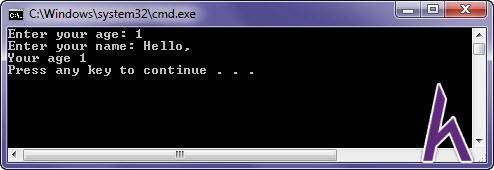 C:\Windows\system32\cmd.exe
Enter your age: 1
Enter your name: Hello,
Your age 1
Press any key to continue . . .